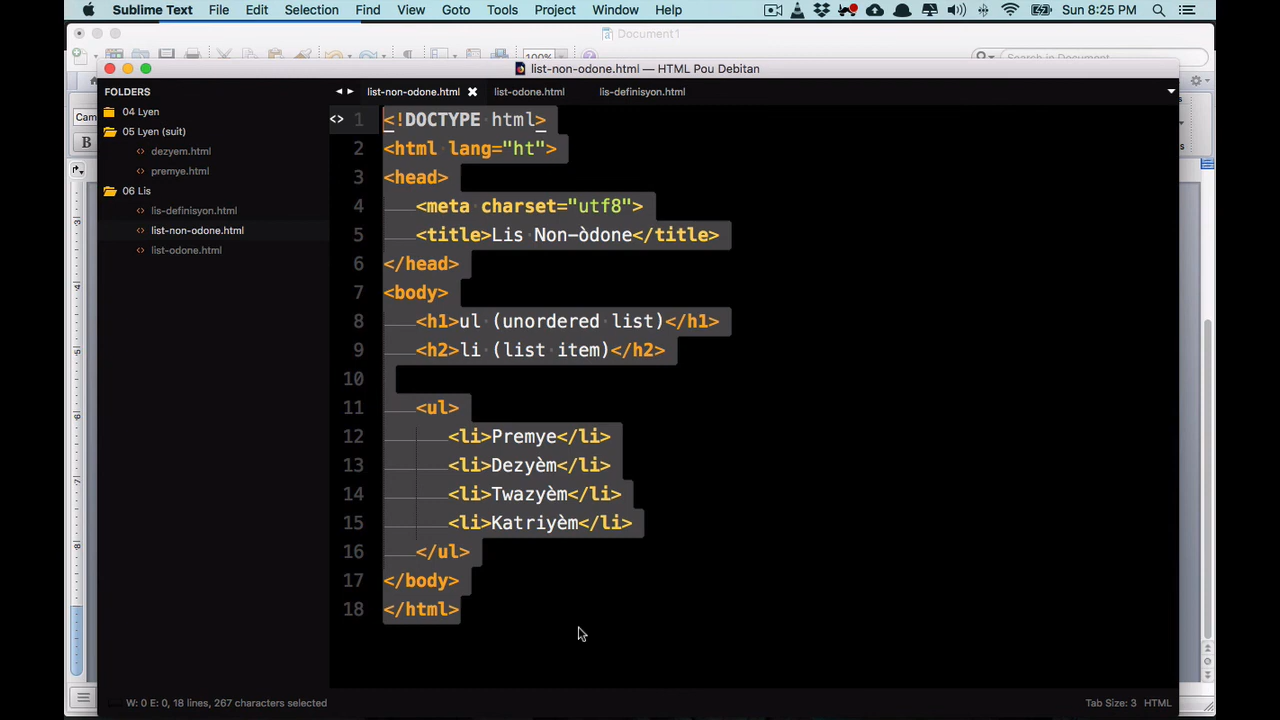 Sublime Text File Edit Selection Find View Goto Tools Project Window Help Sun 8:25 PM
Document1
100% Search in Document
list-non-odone.html — HTML Pou Debitan
FOLDERS
04 Lyen
05 Lyen (suit)
dezyem.html
premye.html
06 Lis
lis-definisyon.html
list-non-odone.html
list-odone.html
list-non-odone.html list-odone.html lis-definisyon.html
Cam
B
<> 1 <!DOCTYPE html>
2 <html lang="ht">
3 <head>
4 <meta charset="utf8">
5 <title>Lis Non-òdone</title>
6 </head>
7 <body>
8 <h1>ul (unordered list)</h1>
9 <h2>li (list item)</h2>
10
11 <ul>
12 <li>Premye</li>
13 <li>Dezyèm</li>
14 <li>Twazyèm</li>
15 <li>Katriyèm</li>
16 </ul>
17 </body>
18 </html>
W: 0 E: 0, 18 lines, 267 characters selected Tab Size: 3 HTML